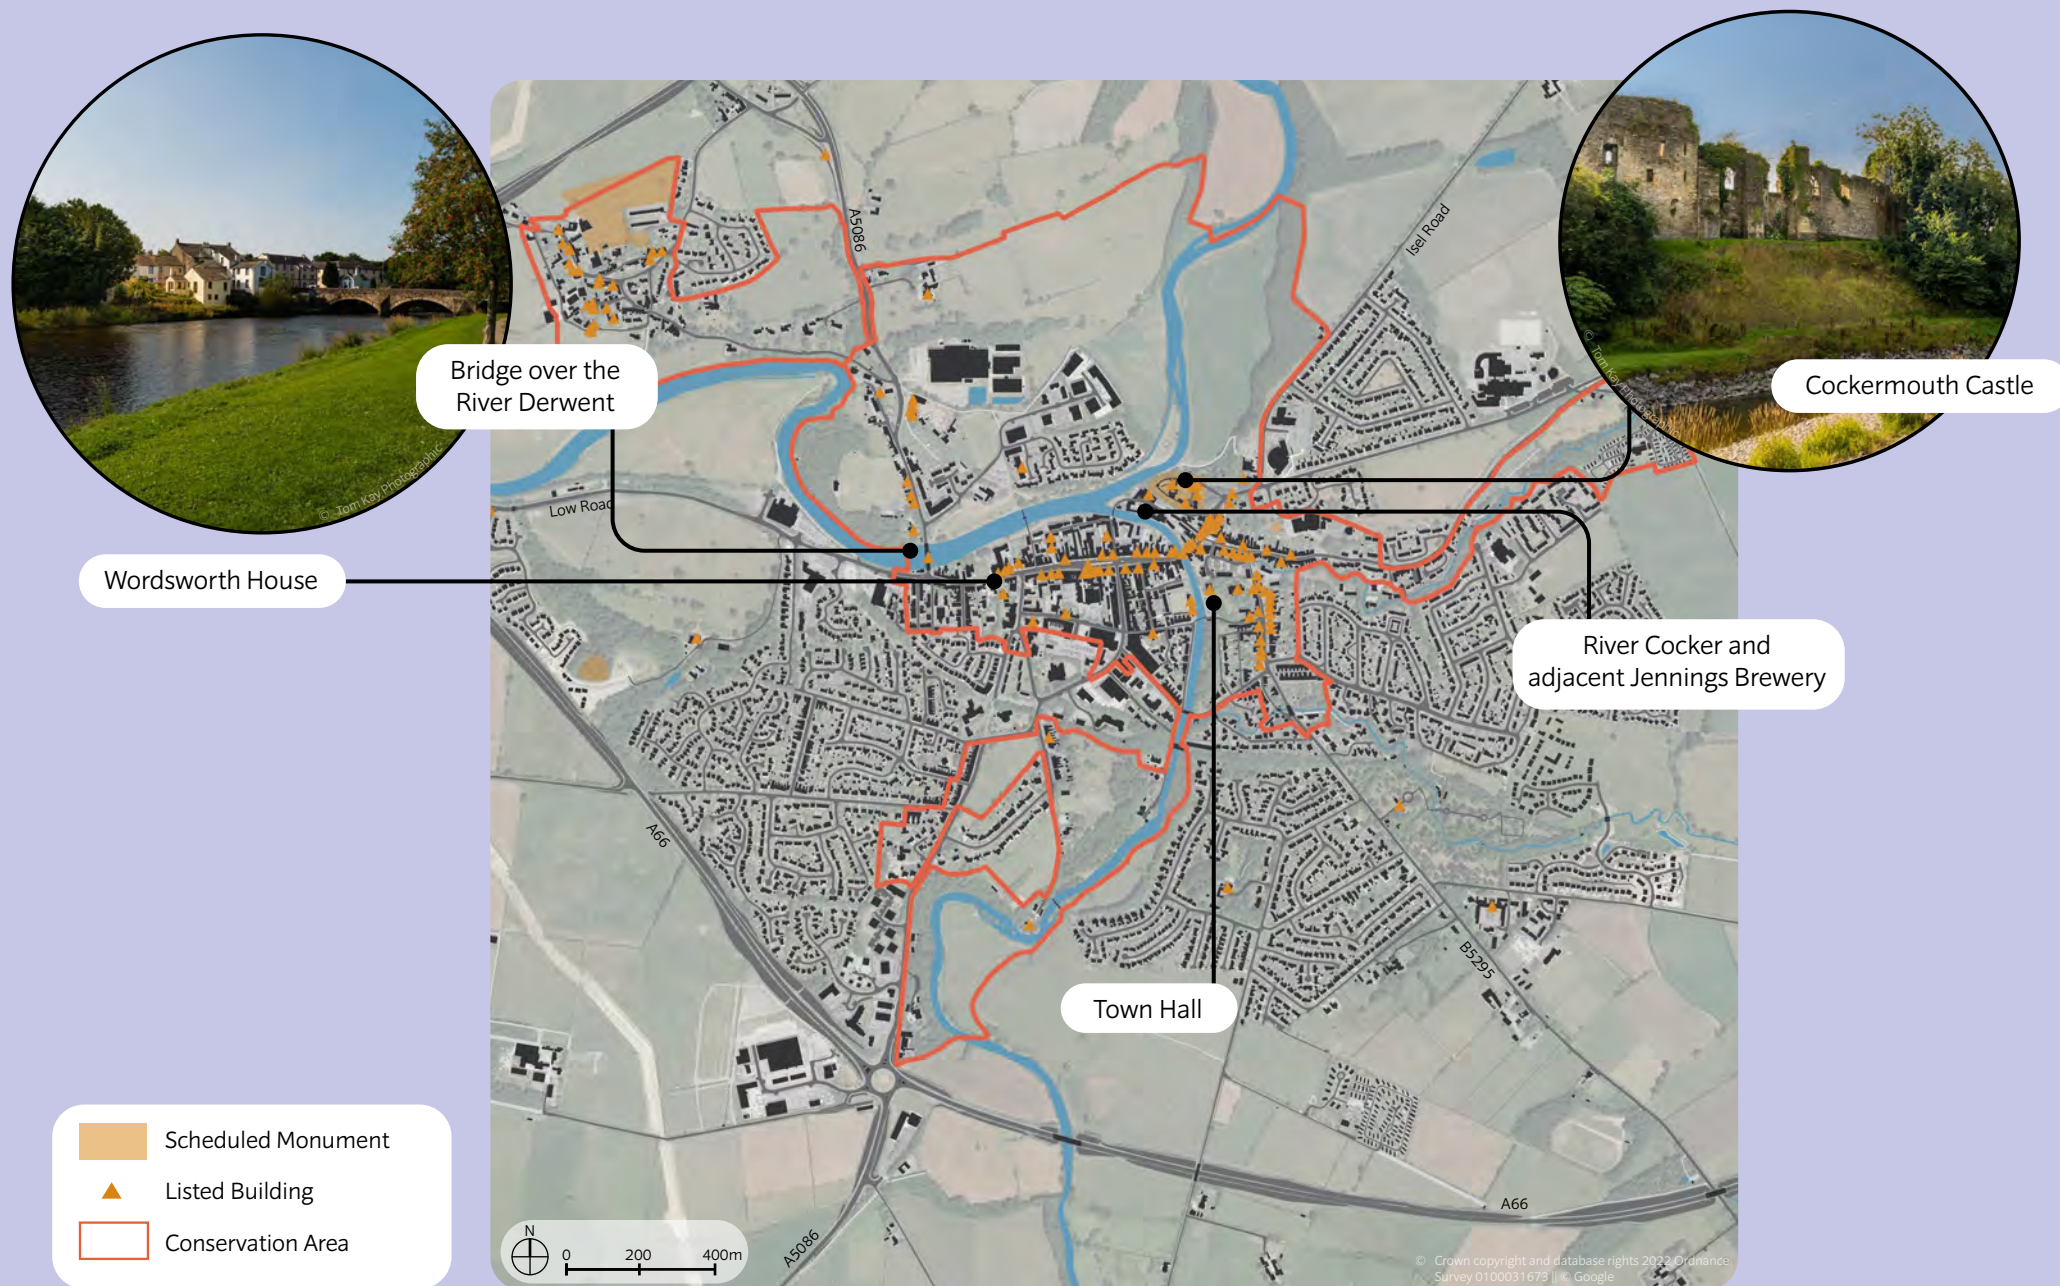 © Tom Kay Photographic
© Tom Kay Photographic
Bridge over the
River Derwent
Wordsworth House
Cockermouth Castle
River Cocker and
adjacent Jennings Brewery
Town Hall
A5086
Isel Road
Low Road
A66
B5295
A66
A5086
Scheduled Monument
Listed Building
Conservation Area
N
0 200 400m
© Crown copyright and database rights 2022 Ordnance
Survey 0100031673 || © Google